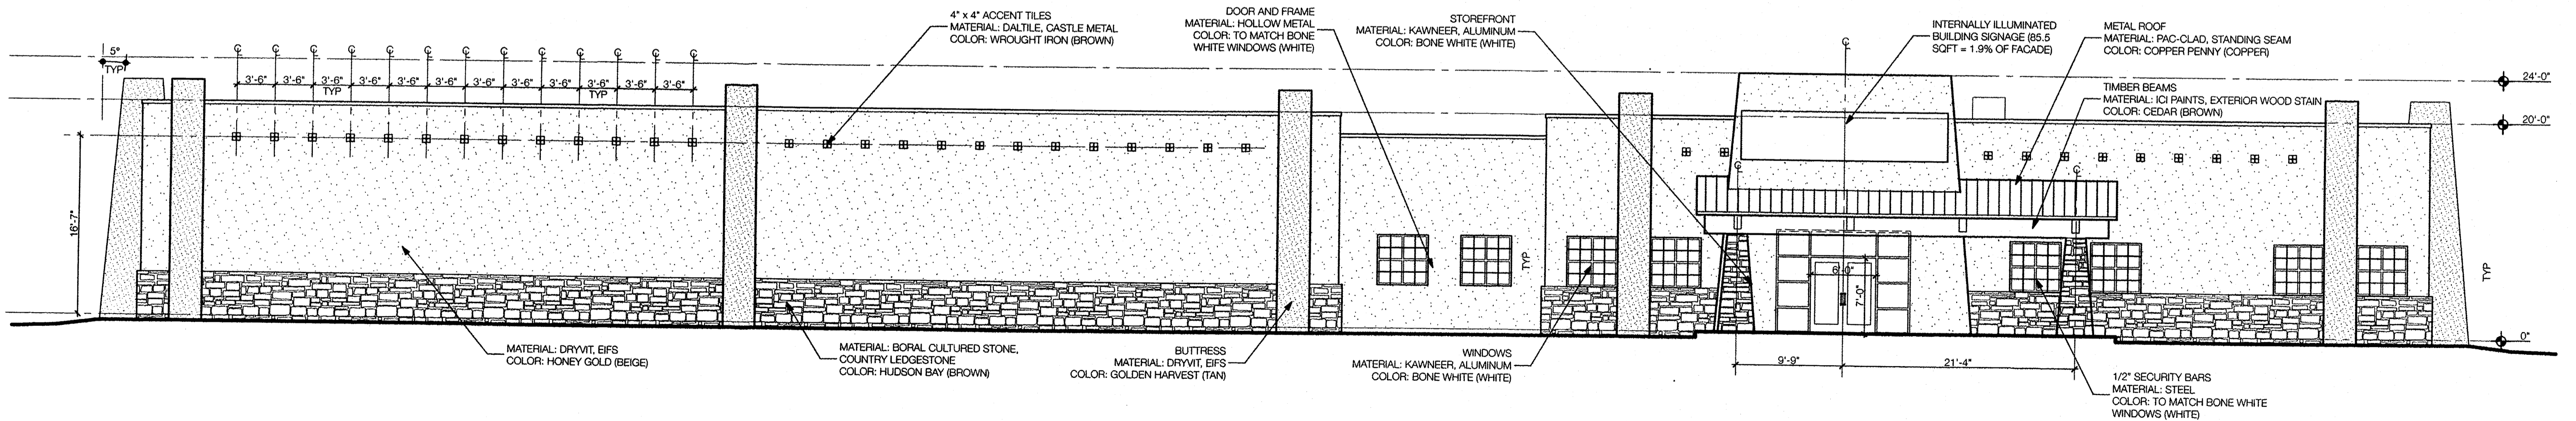 4" x 4" ACCENT TILES
MATERIAL: DALTILE, CASTLE METAL
COLOR: WROUGHT IRON (BROWN)
DOOR AND FRAME
MATERIAL: HOLLOW METAL
COLOR: TO MATCH BONE
WHITE WINDOWS (WHITE)
STOREFRONT
MATERIAL: KAWNEER, ALUMINUM
COLOR: BONE WHITE (WHITE)
INTERNALLY ILLUMINATED
BUILDING SIGNAGE (85.5
SQFT = 1.9% OF FACADE)
METAL ROOF
MATERIAL: PAC-CLAD, STANDING SEAM
COLOR: COPPER PENNY (COPPER)
TIMBER BEAMS
MATERIAL: ICI PAINTS, EXTERIOR WOOD STAIN
COLOR: CEDAR (BROWN)
5°
TYP
℄ ℄ ℄ ℄ ℄ ℄ ℄ ℄ ℄ ℄ ℄ ℄ ℄
3'-6" 3'-6" 3'-6" 3'-6" 3'-6" 3'-6" 3'-6" 3'-6" 3'-6" 3'-6" 3'-6" 3'-6"
TYP
TYP
℄
24'-0"
20'-0"
℄
℄
16'-7"
TYP
TYP
6'-0"
7'-0"
0"
9'-9"
21'-4"
MATERIAL: DRYVIT, EIFS
COLOR: HONEY GOLD (BEIGE)
MATERIAL: BORAL CULTURED STONE,
COUNTRY LEDGESTONE
COLOR: HUDSON BAY (BROWN)
BUTTRESS
MATERIAL: DRYVIT, EIFS
COLOR: GOLDEN HARVEST (TAN)
WINDOWS
MATERIAL: KAWNEER, ALUMINUM
COLOR: BONE WHITE (WHITE)
1/2" SECURITY BARS
MATERIAL: STEEL
COLOR: TO MATCH BONE WHITE
WINDOWS (WHITE)